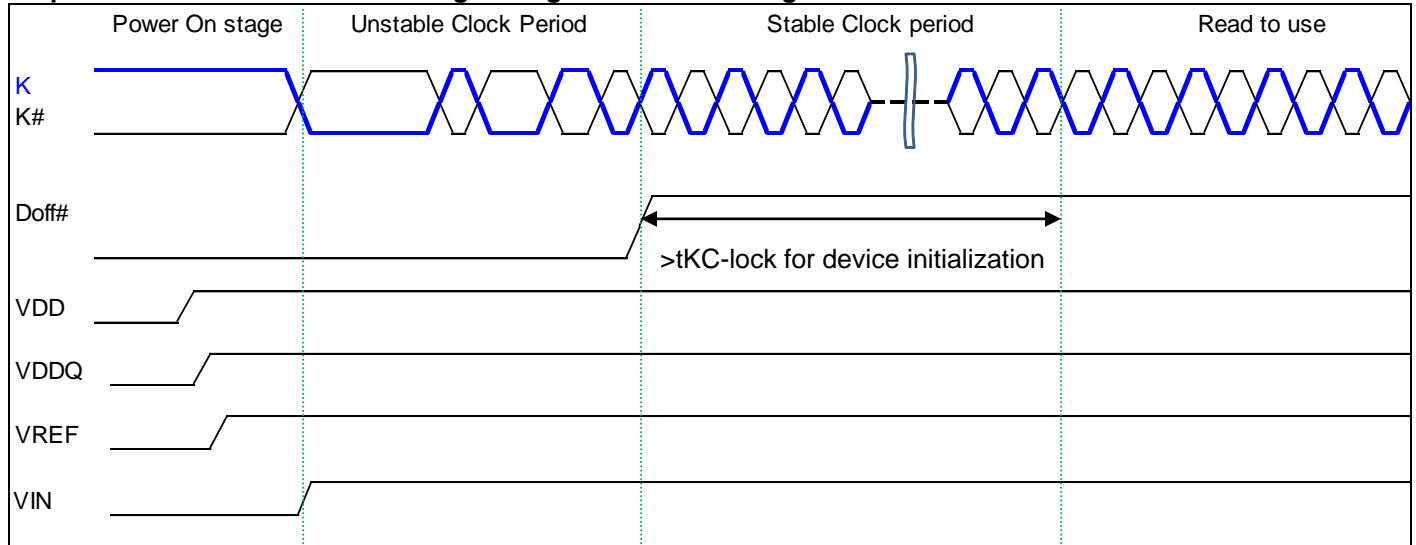 Power On stage
Unstable Clock Period
Stable Clock period
Read to use
K
K#
Doff#
>tKC-lock for device initialization
VDD
VDDQ
VREF
VIN